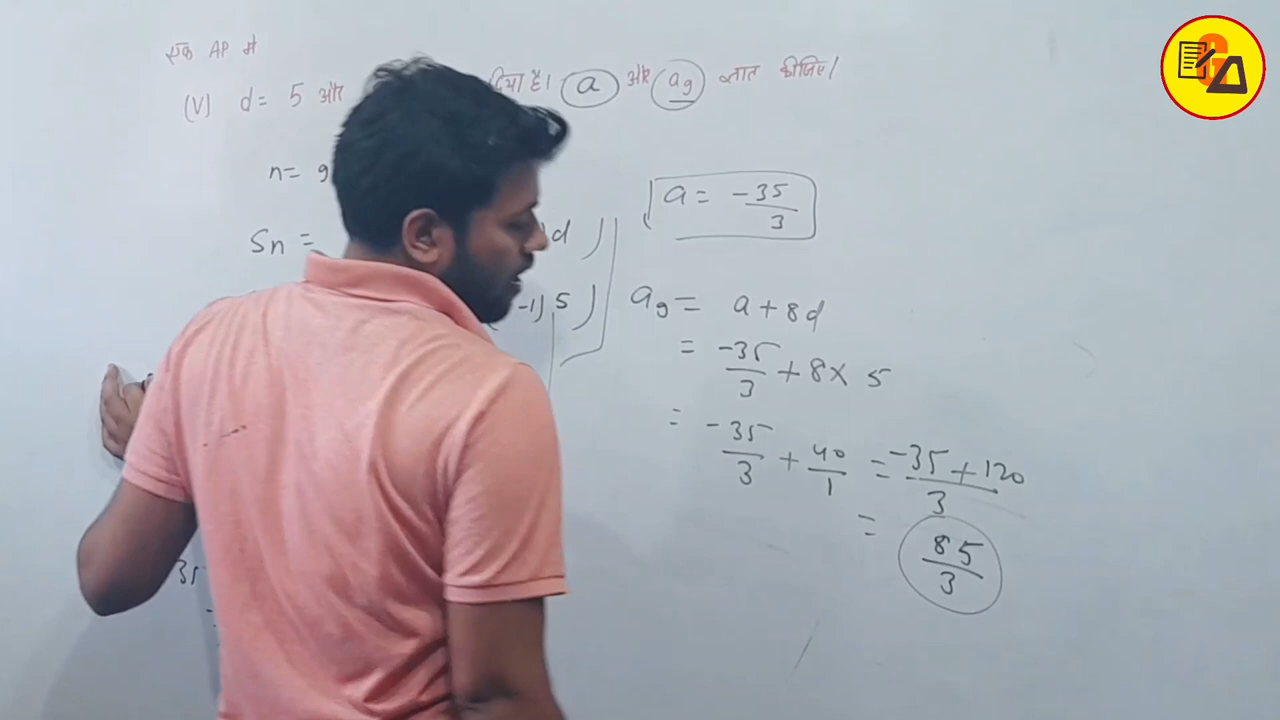 एक AP में
(V) d = 5 और दिया है। a और a₉ ज्ञात कीजिए।
n = 9
Sn =
d )
-1) 5 )
a = -35/3
a₉ = a + 8d
= -35/3 + 8 × 5
= -35/3 + 40/1 = -35 + 120/3
= 85/3
35